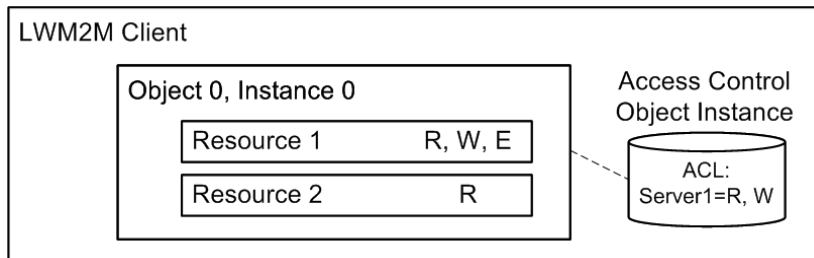 LWM2M Client
Object 0, Instance 0
Resource 1 R, W, E
Resource 2 R
Access Control
Object Instance
ACL:
Server1=R, W